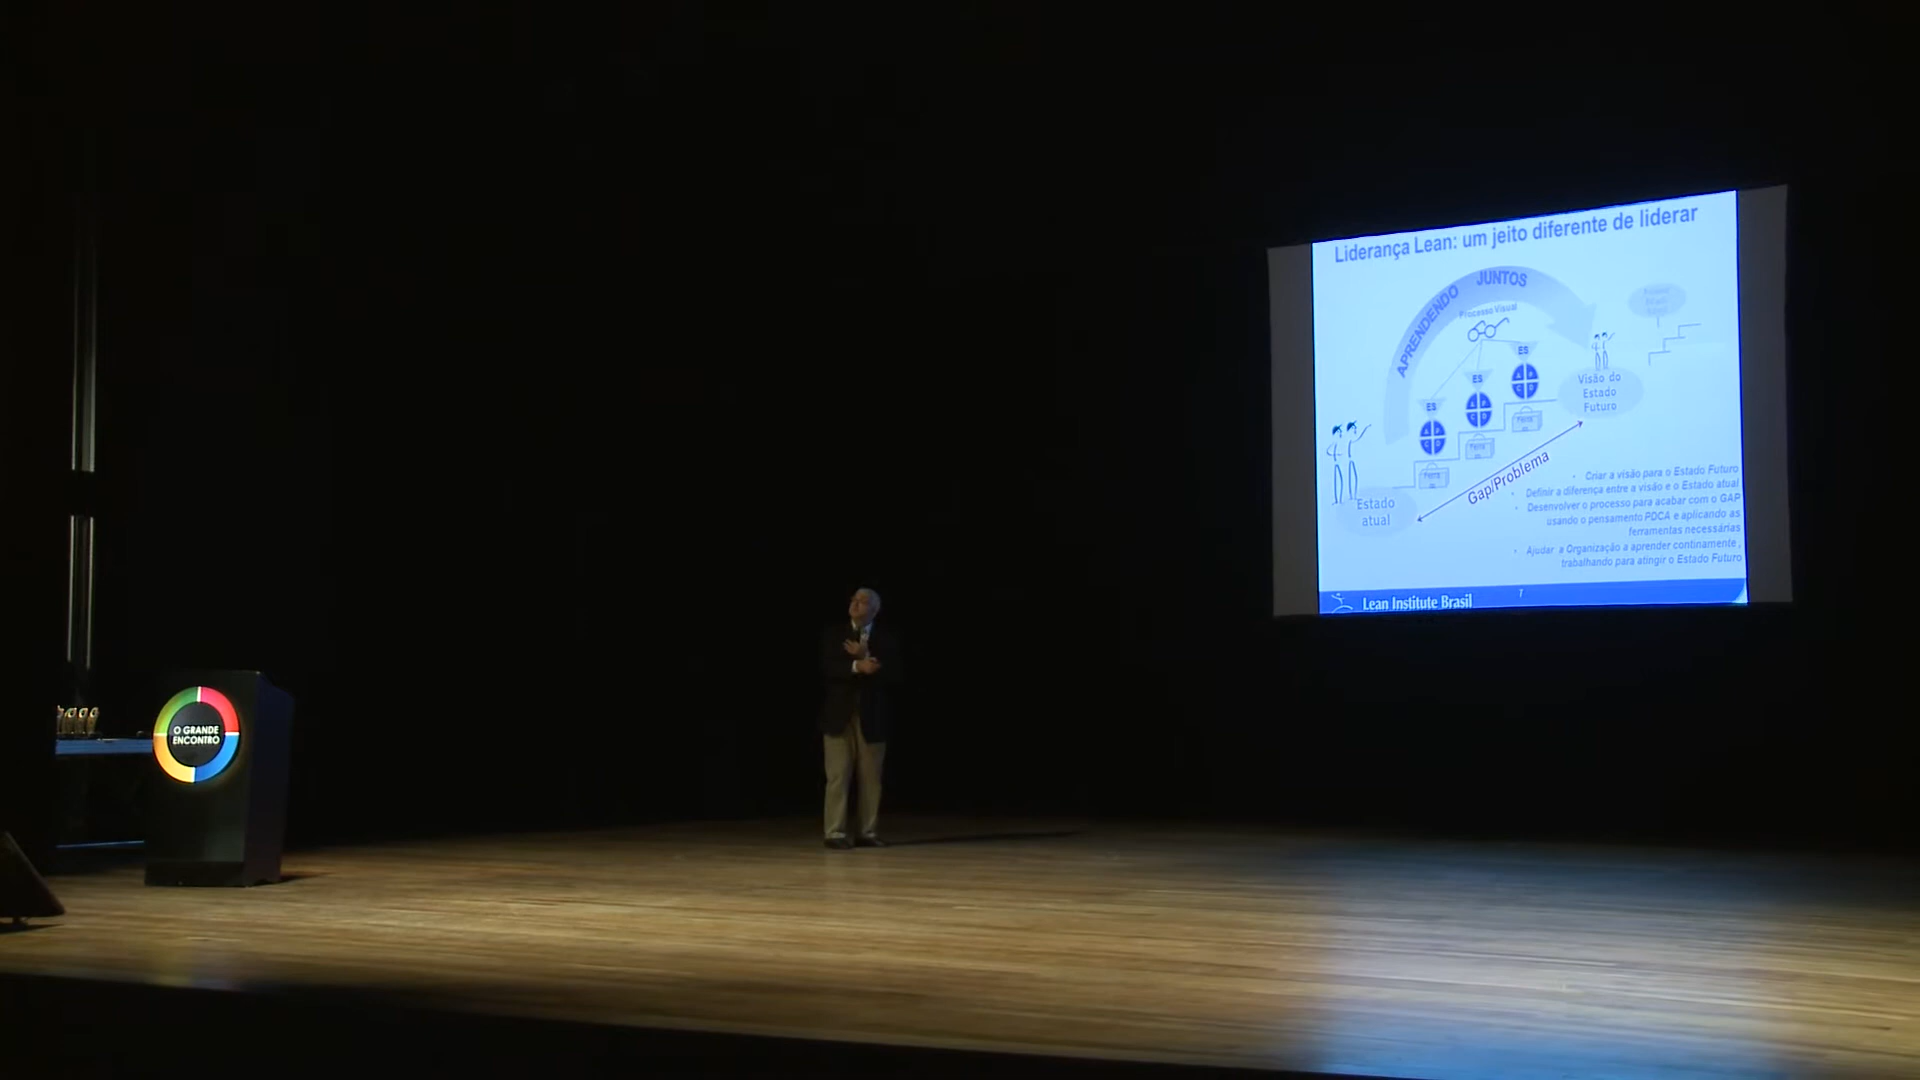 Liderança Lean: um jeito diferente de liderar
APRENDENDO JUNTOS
Processo Visual
ES
ES
ES
A P
C D
A P
C D
A P
C D
Visão do
Estado
Futuro
Estado
atual
Gap/Problema
• Criar a visão para o Estado Futuro
• Definir a diferença entre a visão e o Estado atual
• Desenvolver o processo para acabar com o GAP
usando o pensamento PDCA e aplicando as
ferramentas necessárias
• Ajudar a Organização a aprender continamente ,
trabalhando para atingir o Estado Futuro
Lean Institute Brasil
7
O GRANDE
ENCONTRO